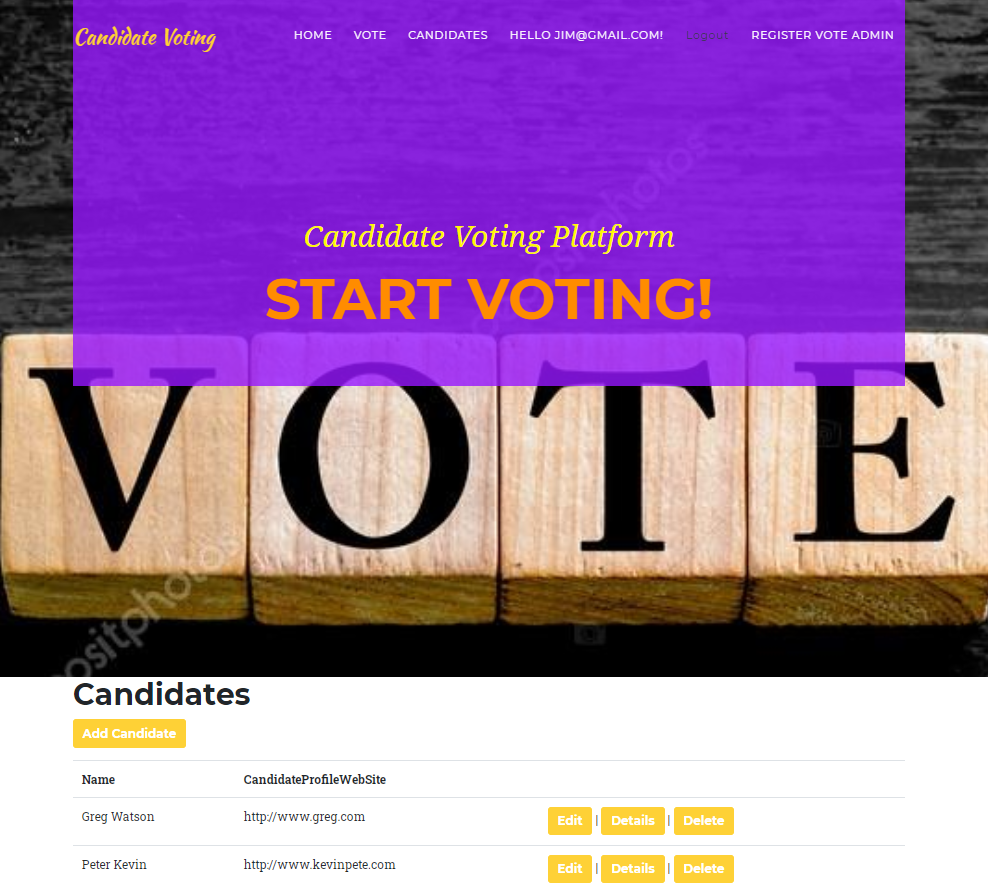 Candidate Voting
HOME VOTE CANDIDATES HELLO JIM@GMAIL.COM! Logout REGISTER VOTE ADMIN
Candidate Voting Platform
START VOTING!
VOTE
depositphotos
Candidates
Add Candidate
Name CandidateProfileWebSite
Greg Watson http://www.greg.com Edit | Details | Delete
Peter Kevin http://www.kevinpete.com Edit | Details | Delete